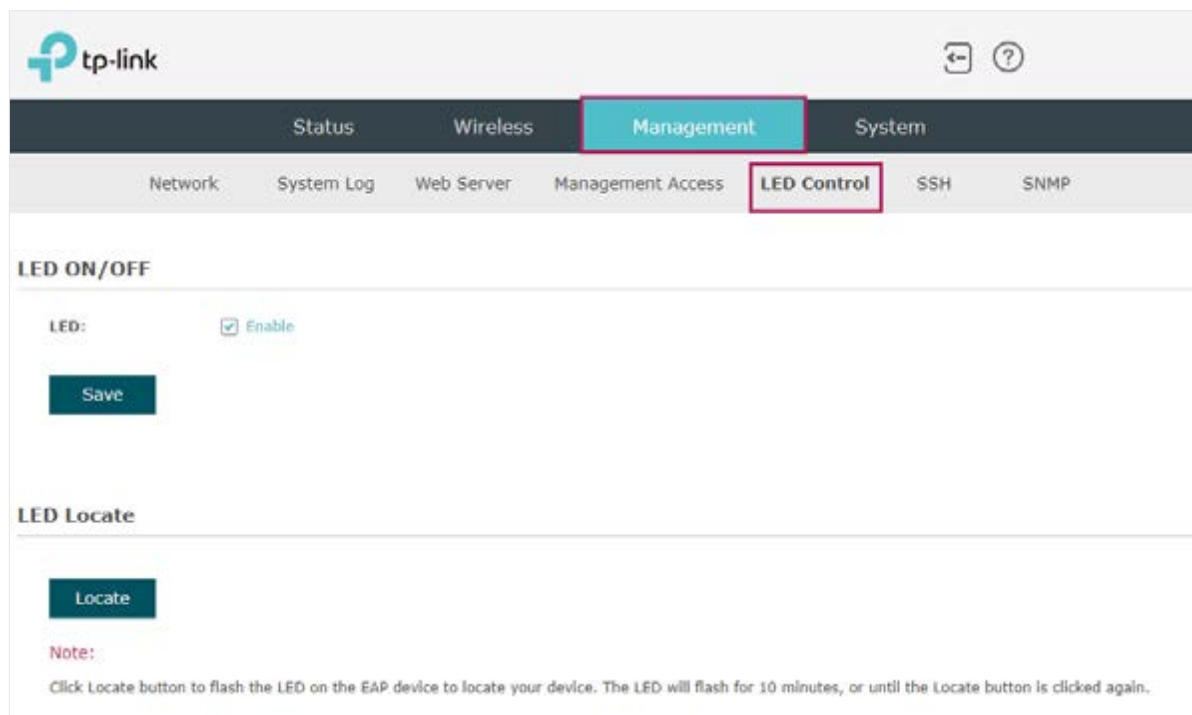 tp-link
?
Status Wireless Management System
Network System Log Web Server Management Access LED Control SSH SNMP
LED ON/OFF
LED: Enable
Save
LED Locate
Locate
Note:
Click Locate button to flash the LED on the EAP device to locate your device. The LED will flash for 10 minutes, or until the Locate button is clicked again.